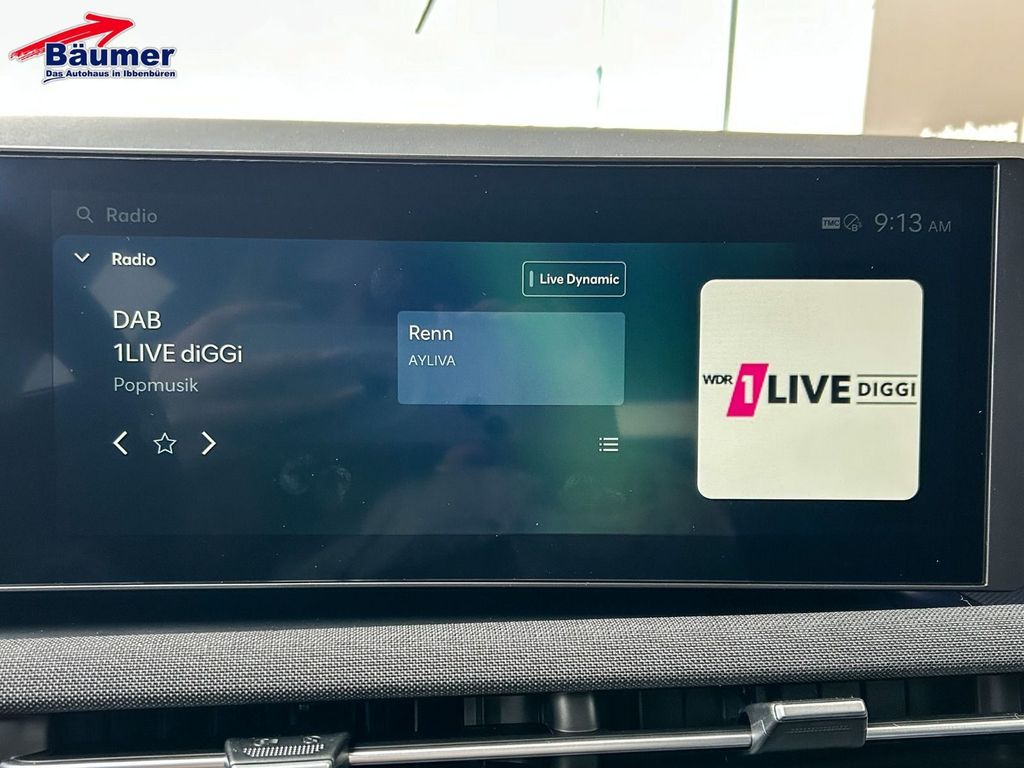 Bäumer
Das Autohaus in Ibbenbüren
Radio
TMC
9:13 AM
Radio
Live Dynamic
DAB
1LIVE diGGi
Popmusik
Renn
AYLIVA
WDR 1LIVE DIGGI